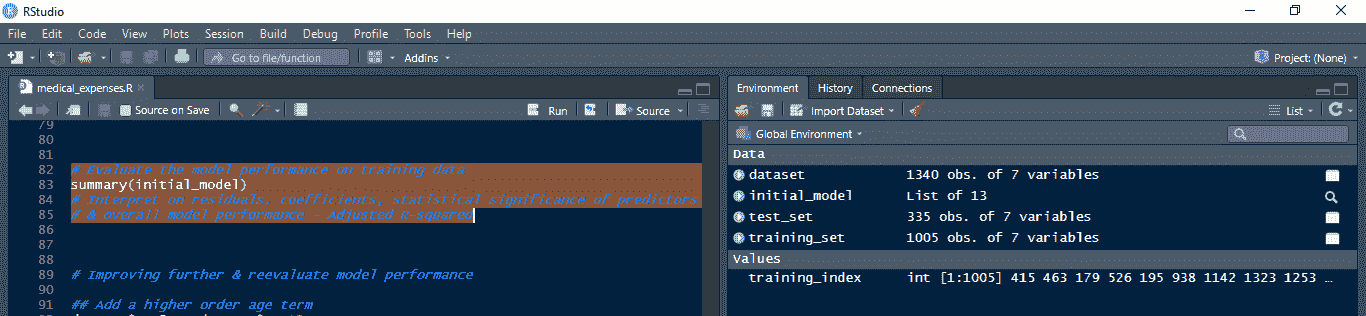 RStudio
File Edit Code View Plots Session Build Debug Profile Tools Help
Go to file/function Addins Project: (None)
medical_expenses.R
Source on Save Run Source
79
80
81
82 # Evaluate the model performance on training data
83 summary(initial_model)
84 # Interpret on residuals, coefficients, statistical significance of predictors
85 # & overall model performance - Adjusted R-squared
86
87
88
89 # Improving further & reevaluate model performance
90
91 ## Add a higher order age term
Environment History Connections
Import Dataset List
Global Environment
Data
dataset 1340 obs. of 7 variables
initial_model List of 13
test_set 335 obs. of 7 variables
training_set 1005 obs. of 7 variables
Values
training_index int [1:1005] 415 463 179 526 195 938 1142 1323 1253 …